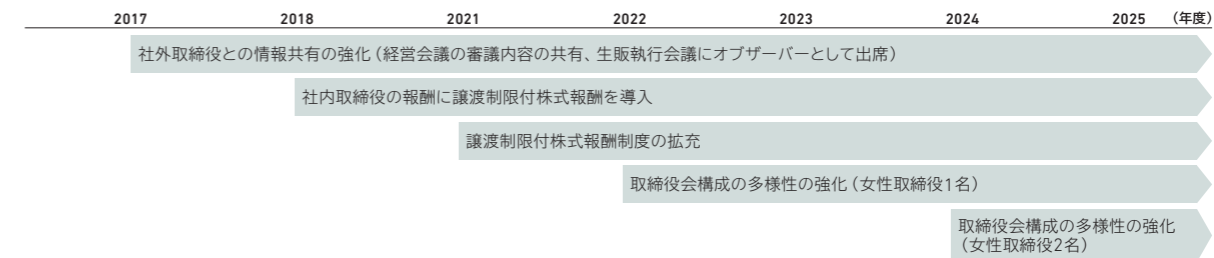 2017 2018 2021 2022 2023 2024 2025 (年度)
社外取締役との情報共有の強化(経営会議の審議内容の共有、生販執行会議にオブザーバーとして出席)
社内取締役の報酬に譲渡制限付株式報酬を導入
譲渡制限付株式報酬制度の拡充
取締役会構成の多様性の強化(女性取締役1名)
取締役会構成の多様性の強化
(女性取締役2名)